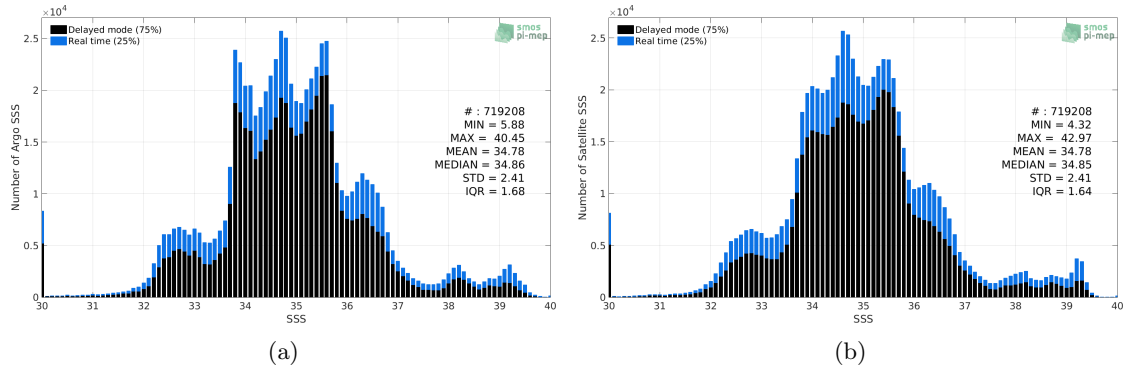 ×10⁴
Delayed mode (75%)
Real time (25%)
smos
pi-mep
2.5
2
1.5
1
0.5
0
Number of Argo SSS
# : 719208
MIN = 5.88
MAX = 40.45
MEAN = 34.78
MEDIAN = 34.86
STD = 2.41
IQR = 1.68
30 31 32 33 34 35 36 37 38 39 40
SSS
(a)
×10⁴
Delayed mode (75%)
Real time (25%)
smos
pi-mep
2.5
2
1.5
1
0.5
0
Number of Satellite SSS
# : 719208
MIN = 4.32
MAX = 42.97
MEAN = 34.78
MEDIAN = 34.85
STD = 2.41
IQR = 1.64
30 31 32 33 34 35 36 37 38 39 40
SSS
(b)